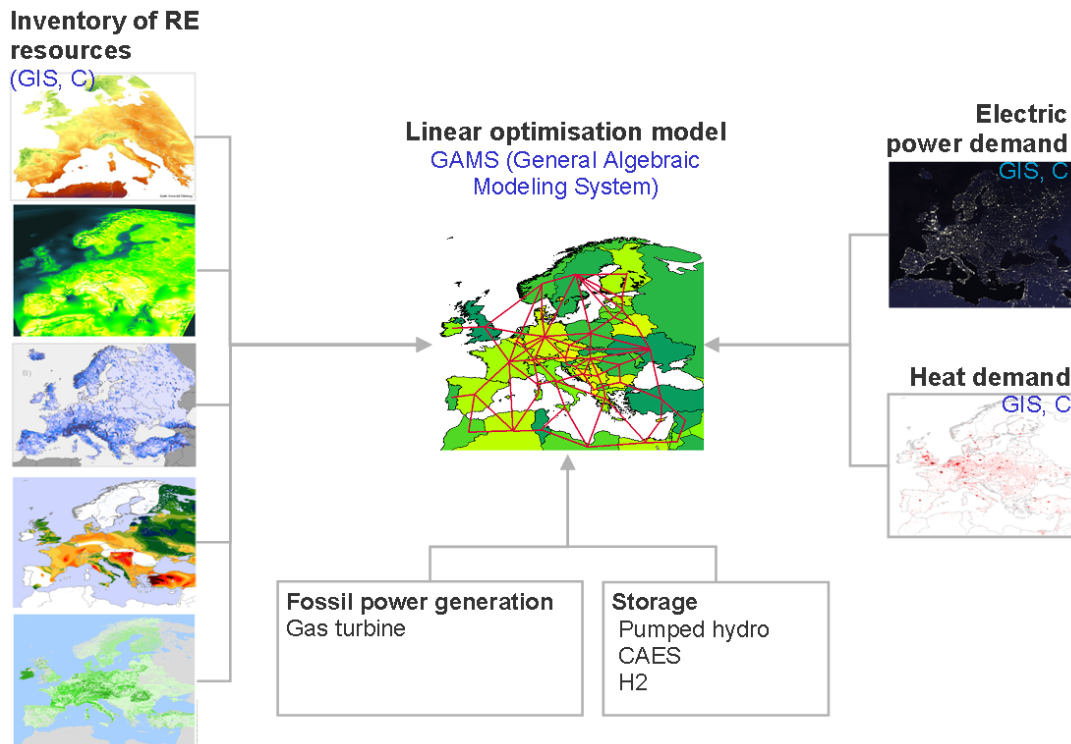 Inventory of RE
resources
(GIS, C)
Linear optimisation model
GAMS (General Algebraic
Modeling System)
Electric
power demand
GIS, C
Heat demand
GIS, C
Fossil power generation
Gas turbine
Storage
Pumped hydro
CAES
H2